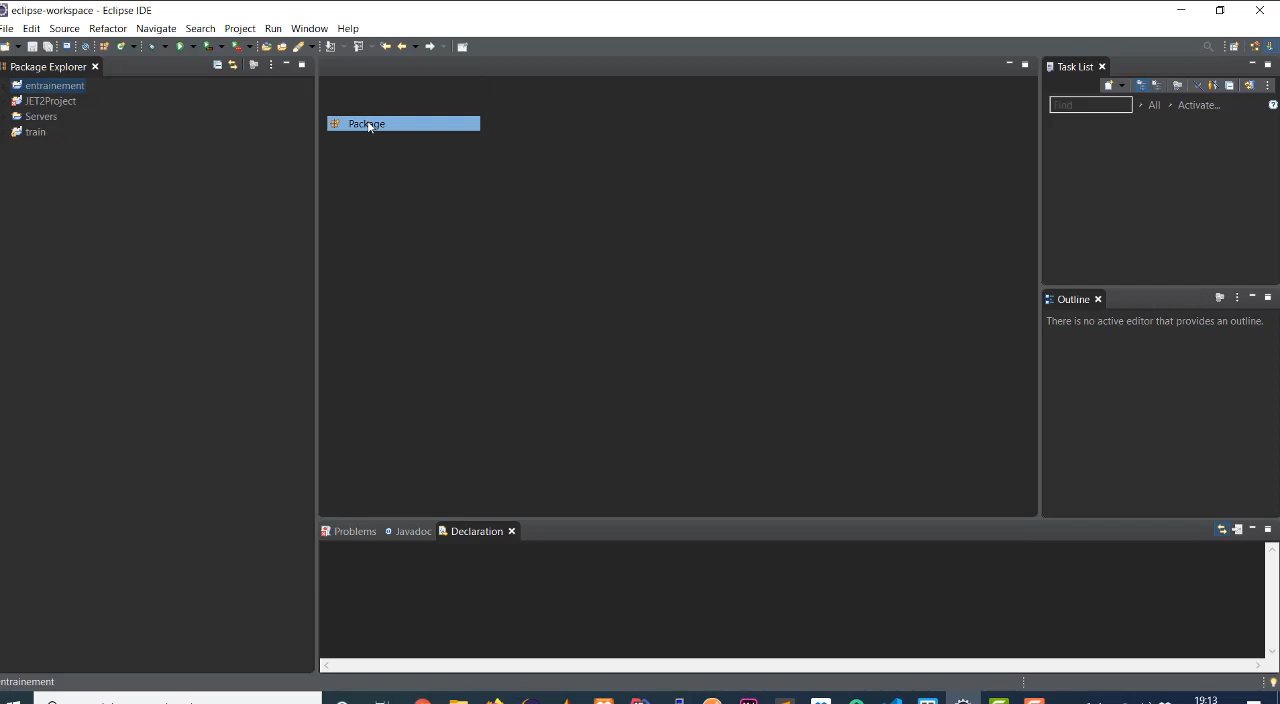 eclipse-workspace - Eclipse IDE
File Edit Source Refactor Navigate Search Project Run Window Help
Package Explorer
Task List
entrainement
JET2Project
Servers
train
Package
Find
All
Activate...
Outline
There is no active editor that provides an outline.
Problems
Javadoc
Declaration
ntrainement
19:13